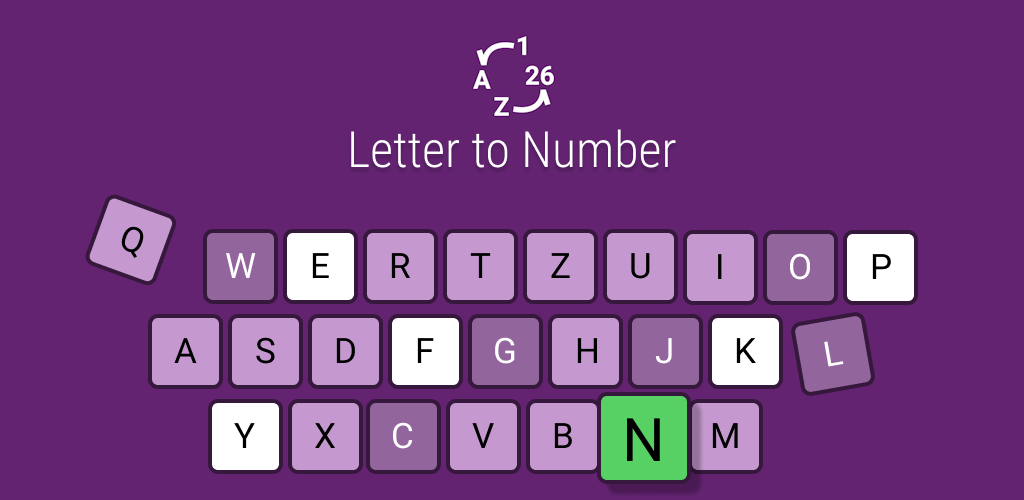 1
A 26
Z
Letter to Number
Q W E R T Z U I O P
A S D F G H J K L
Y X C V B N M